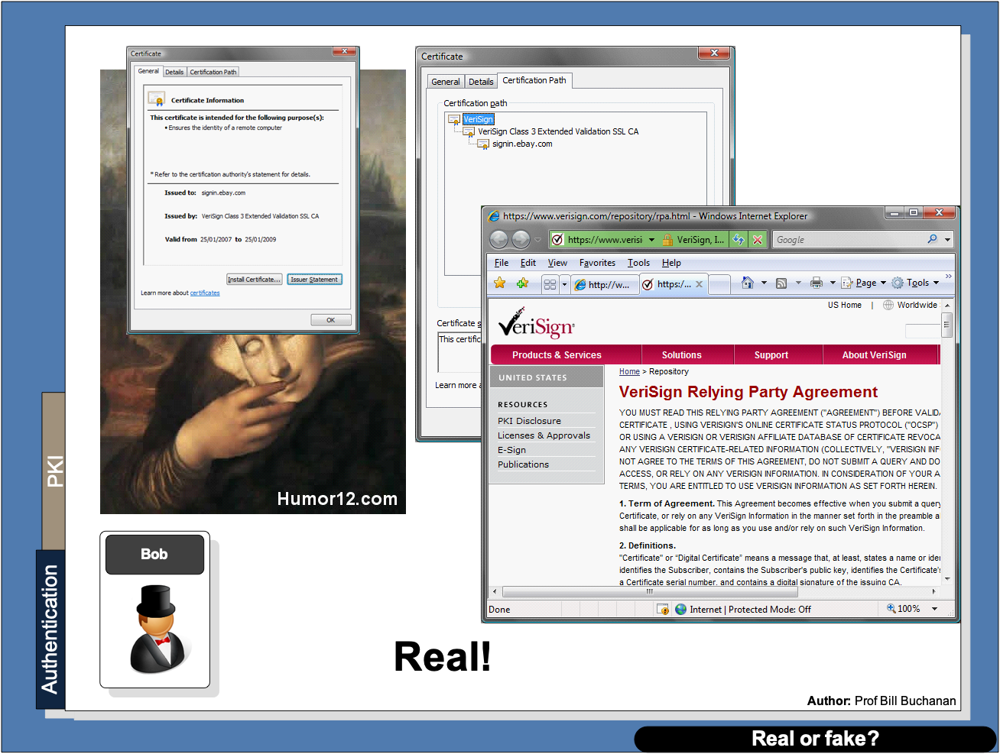 Certificate
General
Details
Certification Path
Certificate Information
This certificate is intended for the following purpose(s):
• Ensures the identity of a remote computer
* Refer to the certification authority's statement for details.
Issued to: signin.ebay.com
Issued by: VeriSign Class 3 Extended Validation SSL CA
Valid from 25/01/2007 to 25/01/2009
Install Certificate...
Issuer Statement
Learn more about certificates
OK
Humor12.com
Certificate
General
Details
Certification Path
Certification path
VeriSign
VeriSign Class 3 Extended Validation SSL CA
signin.ebay.com
Certificate s
This certific
Learn more a
https://www.verisign.com/repository/rpa.html - Windows Internet Explorer
https://www.verisi
VeriSign, I...
Google
File Edit View Favorites Tools Help
http://w...
https:/...
Page
Tools
US Home | Worldwide
VeriSign
Products & Services
Solutions
Support
About VeriSign
UNITED STATES
RESOURCES
PKI Disclosure
Licenses & Approvals
E-Sign
Publications
Home > Repository
VeriSign Relying Party Agreement
YOU MUST READ THIS RELYING PARTY AGREEMENT ("AGREEMENT") BEFORE VALID
CERTIFICATE , USING VERISIGN'S ONLINE CERTIFICATE STATUS PROTOCOL ("OCSP")
OR USING A VERISIGN OR VERISIGN AFFILIATE DATABASE OF CERTIFICATE REVOCA
ANY VERISIGN CERTIFICATE-RELATED INFORMATION (COLLECTIVELY, "VERISIGN INF
NOT AGREE TO THE TERMS OF THIS AGREEMENT, DO NOT SUBMIT A QUERY AND DO
ACCESS, OR RELY ON ANY VERISIGN INFORMATION. IN CONSIDERATION OF YOUR A
TERMS, YOU ARE ENTITLED TO USE VERISIGN INFORMATION AS SET FORTH HEREIN.
1. Term of Agreement. This Agreement becomes effective when you submit a query
Certificate, or rely on any VeriSign Information in the manner set forth in the preamble a
shall be applicable for as long as you use and/or rely on such VeriSign Information.
2. Definitions.
"Certificate" or "Digital Certificate" means a message that, at least, states a name or iden
identifies the Subscriber, contains the Subscriber's public key, identifies the Certificate's
a Certificate serial number, and contains a digital signature of the issuing CA.
Done
Internet | Protected Mode: Off
100%
PKI
Authentication
Bob
Real!
Author: Prof Bill Buchanan
Real or fake?